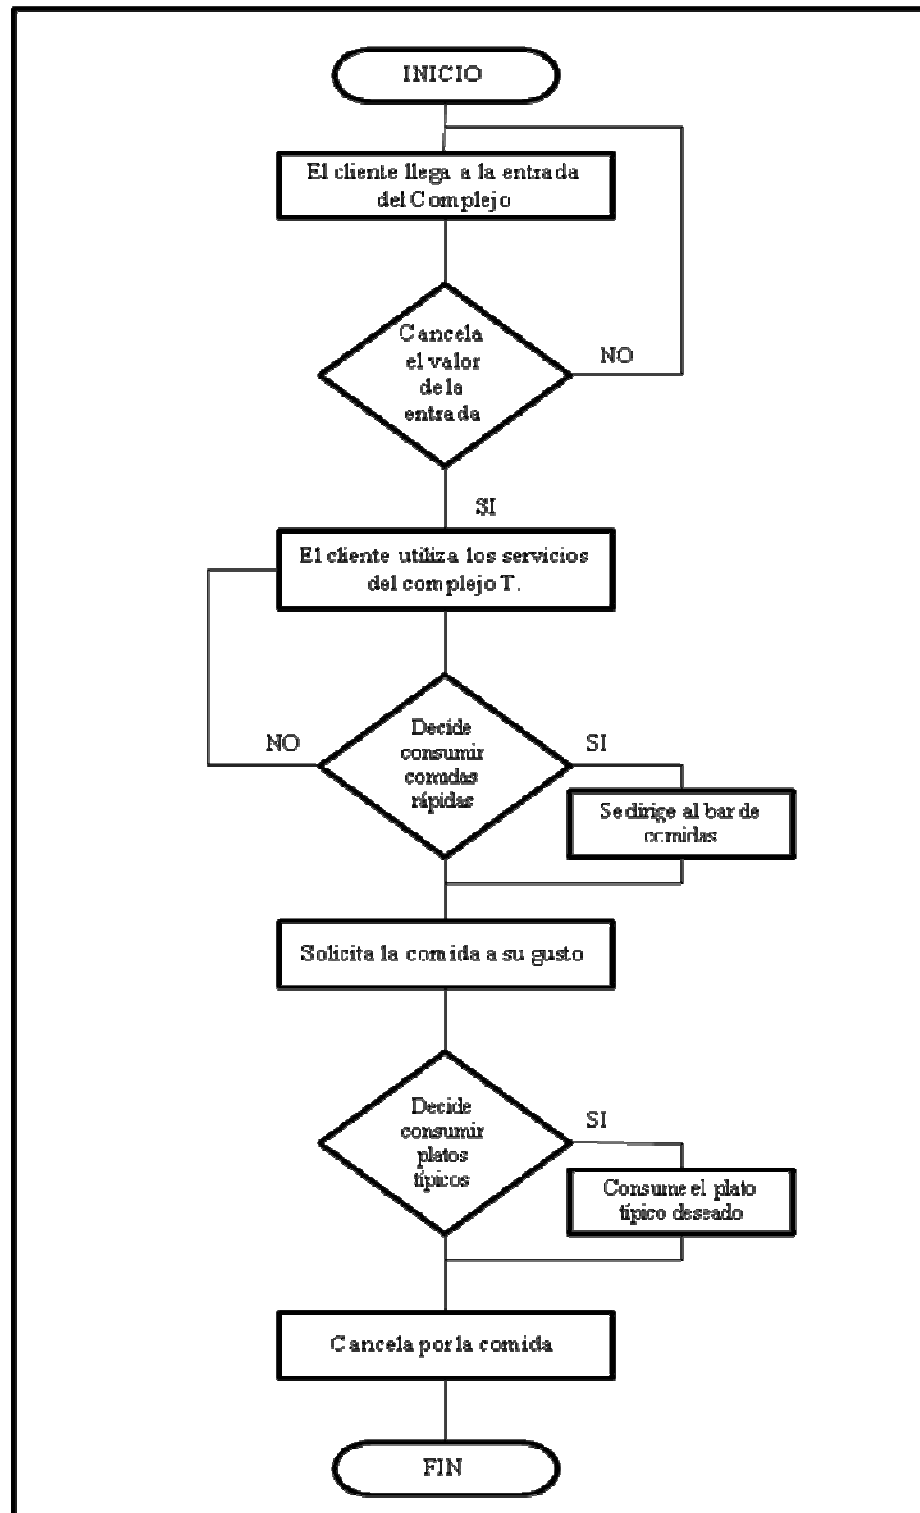 INICIO
El cliente llega a la entrada
del Complejo
Cancela
el valor
de la
entrada
NO
SI
El cliente utiliza los servicios
del complejo T.
NO
Decide
consumir
comidas
rápidas
SI
Se dirige al bar de
comidas
Solicita la comida a su gusto
Decide
consumir
platos
típicos
SI
Consume el plato
típico deseado
Cancela por la comida
FIN